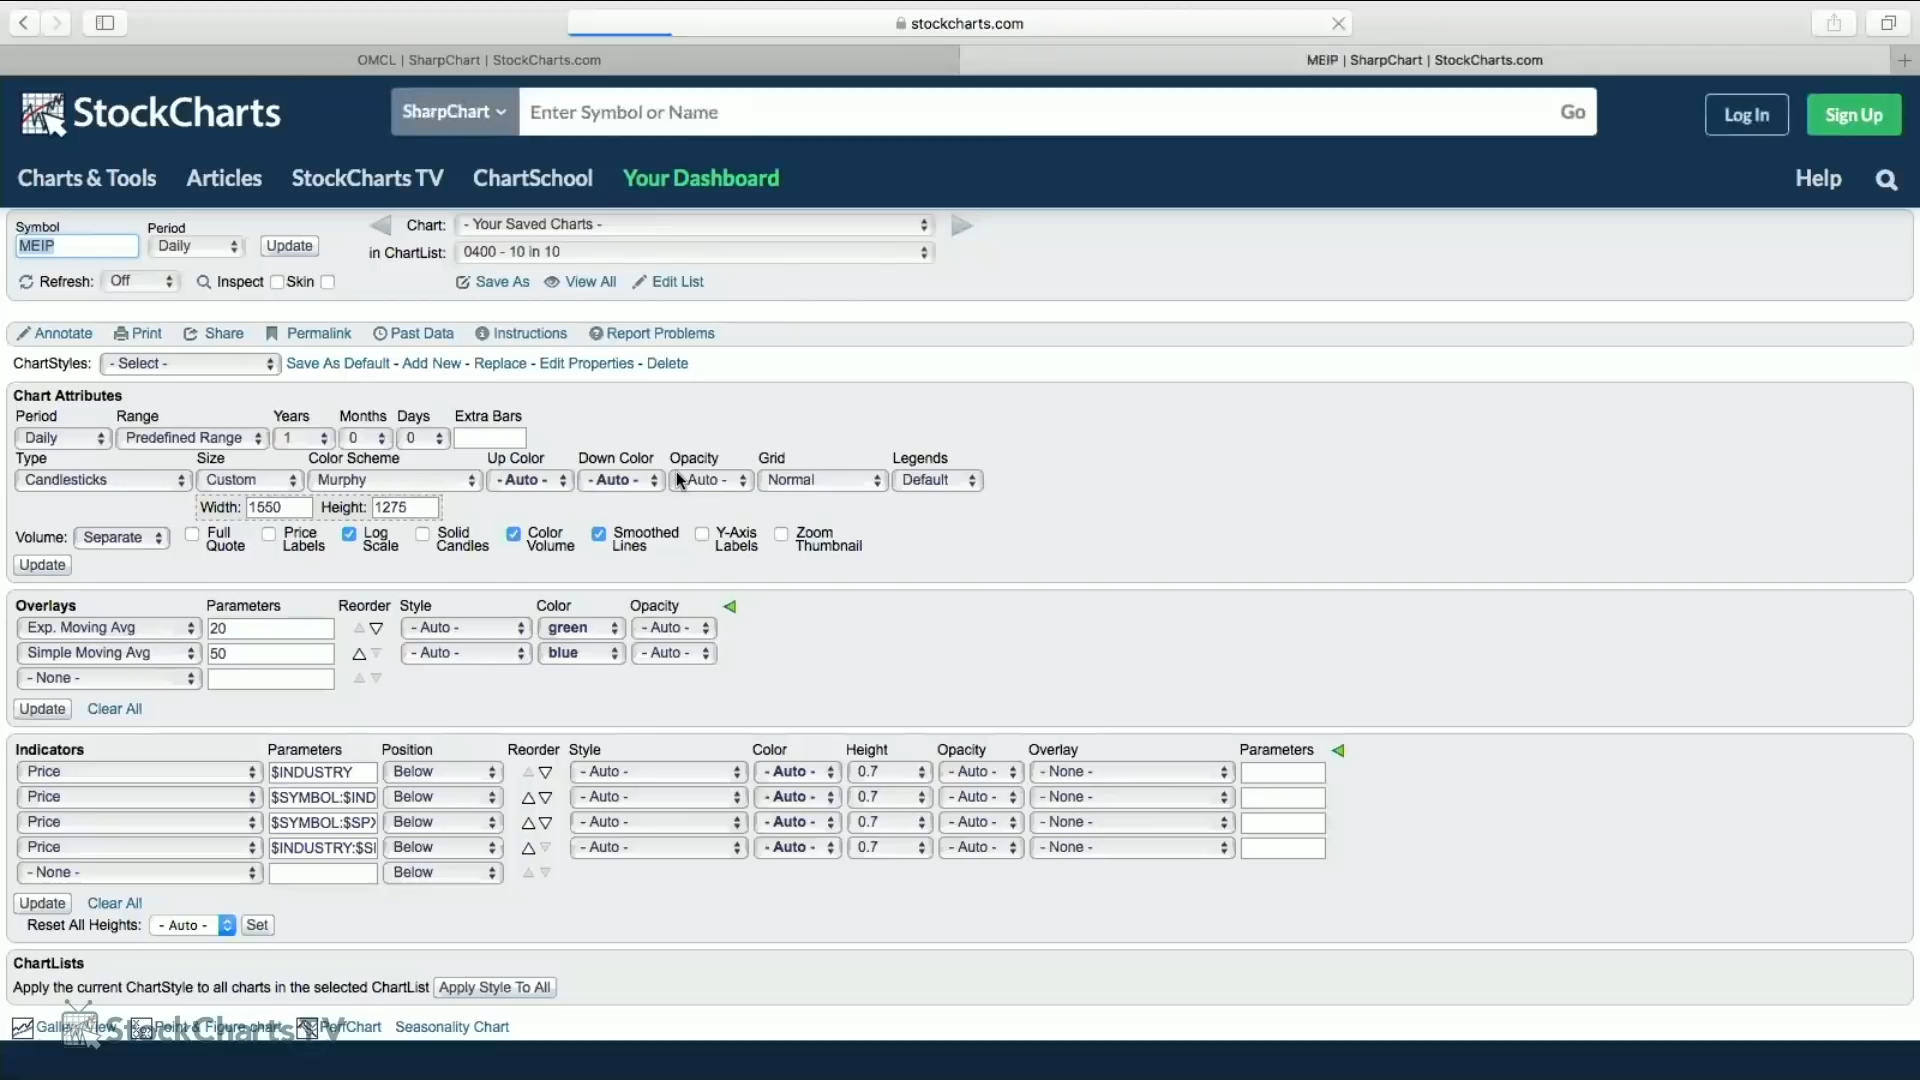 stockcharts.com
OMCL | SharpChart | StockCharts.com
MEIP | SharpChart | StockCharts.com
StockCharts
SharpChart
Enter Symbol or Name
Go
Log In
Sign Up
Charts & Tools Articles StockCharts TV ChartSchool Your Dashboard Help
Symbol Period
Chart: - Your Saved Charts -
MEIP Daily Update
in ChartList: 0400 - 10 in 10
Refresh: Off Inspect Skin
Save As View All Edit List
Annotate Print Share Permalink Past Data Instructions Report Problems
ChartStyles: - Select - Save As Default - Add New - Replace - Edit Properties - Delete
Chart Attributes
Period Range Years Months Days Extra Bars
Daily Predefined Range 1 0 0
Type Size Color Scheme Up Color Down Color Opacity Grid Legends
Candlesticks Custom Murphy - Auto - - Auto - Auto - Normal Default
Width: 1550 Height: 1275
Volume: Separate Full Quote Price Labels Log Scale Solid Candles Color Volume Smoothed Lines Y-Axis Labels Zoom Thumbnail
Update
Overlays Parameters Reorder Style Color Opacity
Exp. Moving Avg 20 - Auto - green - Auto -
Simple Moving Avg 50 - Auto - blue - Auto -
- None -
Update Clear All
Indicators Parameters Position Reorder Style Color Height Opacity Overlay Parameters
Price $INDUSTRY Below - Auto - - Auto - 0.7 - Auto - - None -
Price $SYMBOL:$IND Below - Auto - - Auto - 0.7 - Auto - - None -
Price $SYMBOL:$SPX Below - Auto - - Auto - 0.7 - Auto - - None -
Price $INDUSTRY:$S Below - Auto - - Auto - 0.7 - Auto - - None -
- None - Below
Update Clear All
Reset All Heights: - Auto - Set
ChartLists
Apply the current ChartStyle to all charts in the selected ChartList Apply Style To All
Point & Figure chart PerfChart Seasonality Chart
StockCharts TV